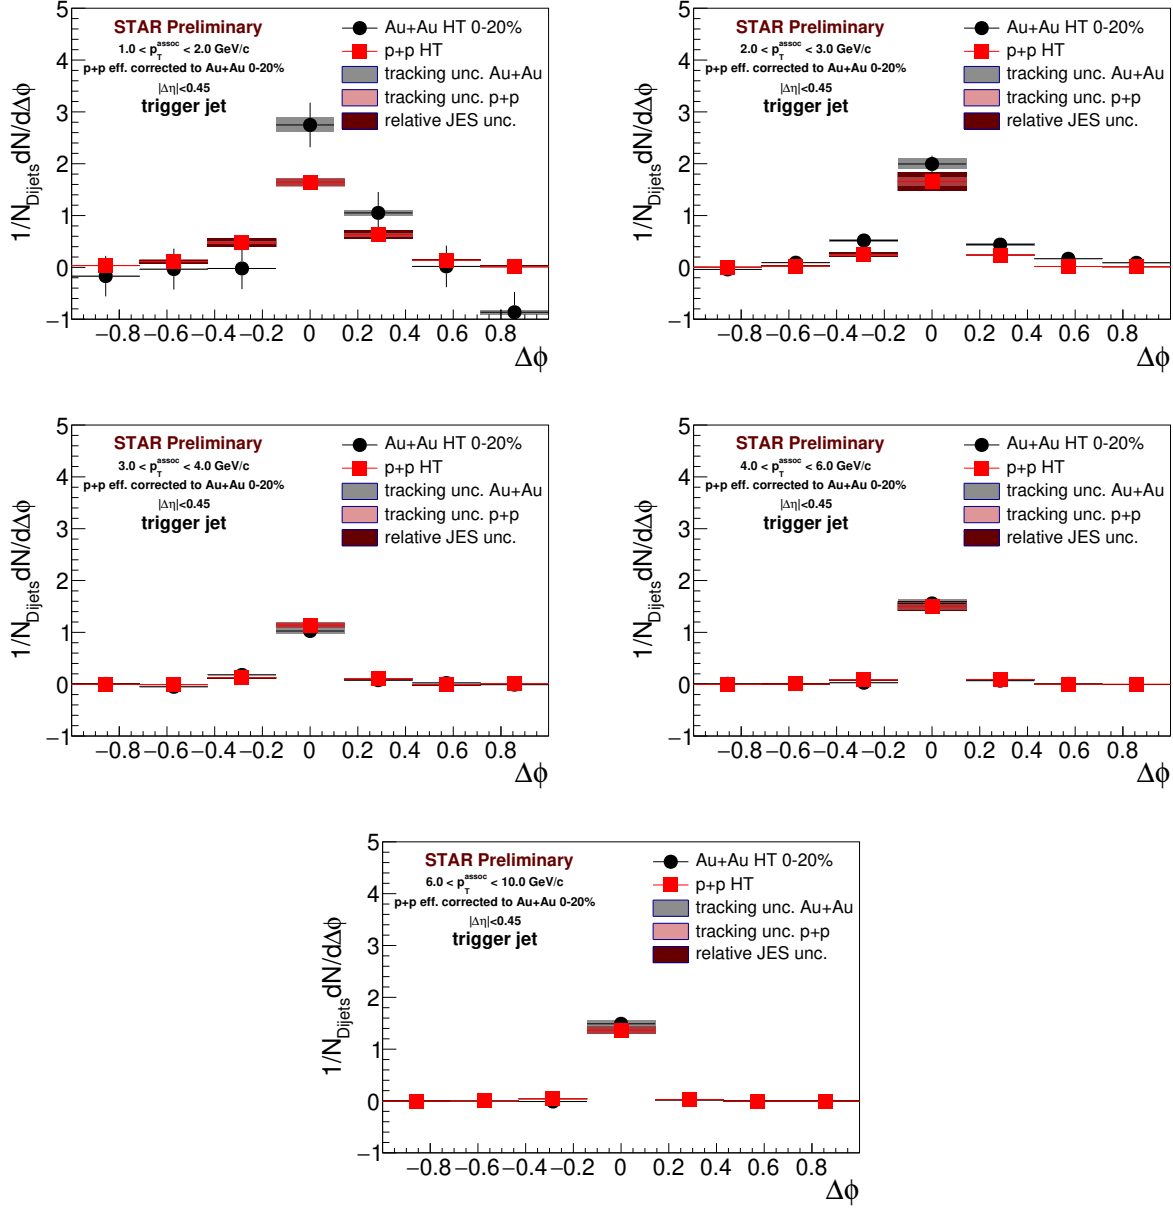 STAR Preliminary
1.0 < p_T^assoc < 2.0 GeV/c
p+p eff. corrected to Au+Au 0-20%
|Δη|<0.45
trigger jet
Au+Au HT 0-20%
p+p HT
tracking unc. Au+Au
tracking unc. p+p
relative JES unc.
1/N_Dijets dN/dΔϕ
5
4
3
2
1
0
−1
−0.8 −0.6 −0.4 −0.2 0 0.2 0.4 0.6 0.8
Δϕ
STAR Preliminary
2.0 < p_T^assoc < 3.0 GeV/c
p+p eff. corrected to Au+Au 0-20%
|Δη|<0.45
trigger jet
Au+Au HT 0-20%
p+p HT
tracking unc. Au+Au
tracking unc. p+p
relative JES unc.
1/N_Dijets dN/dΔϕ
5
4
3
2
1
0
−1
−0.8 −0.6 −0.4 −0.2 0 0.2 0.4 0.6 0.8
Δϕ
STAR Preliminary
3.0 < p_T^assoc < 4.0 GeV/c
p+p eff. corrected to Au+Au 0-20%
|Δη|<0.45
trigger jet
Au+Au HT 0-20%
p+p HT
tracking unc. Au+Au
tracking unc. p+p
relative JES unc.
1/N_Dijets dN/dΔϕ
5
4
3
2
1
0
−1
−0.8 −0.6 −0.4 −0.2 0 0.2 0.4 0.6 0.8
Δϕ
STAR Preliminary
4.0 < p_T^assoc < 6.0 GeV/c
p+p eff. corrected to Au+Au 0-20%
|Δη|<0.45
trigger jet
Au+Au HT 0-20%
p+p HT
tracking unc. Au+Au
tracking unc. p+p
relative JES unc.
1/N_Dijets dN/dΔϕ
5
4
3
2
1
0
−1
−0.8 −0.6 −0.4 −0.2 0 0.2 0.4 0.6 0.8
Δϕ
STAR Preliminary
6.0 < p_T^assoc < 10.0 GeV/c
p+p eff. corrected to Au+Au 0-20%
|Δη|<0.45
trigger jet
Au+Au HT 0-20%
p+p HT
tracking unc. Au+Au
tracking unc. p+p
relative JES unc.
1/N_Dijets dN/dΔϕ
5
4
3
2
1
0
−1
−0.8 −0.6 −0.4 −0.2 0 0.2 0.4 0.6 0.8
Δϕ